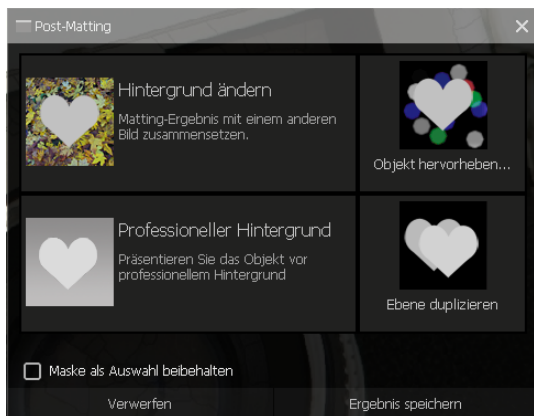 Post-Matting
Hintergrund ändern
Matting-Ergebnis mit einem anderen
Bild zusammensetzen.
Objekt hervorheben...
Professioneller Hintergrund
Präsentieren Sie das Objekt vor
professionellem Hintergrund
Ebene duplizieren
Maske als Auswahl beibehalten
Verwerfen
Ergebnis speichern